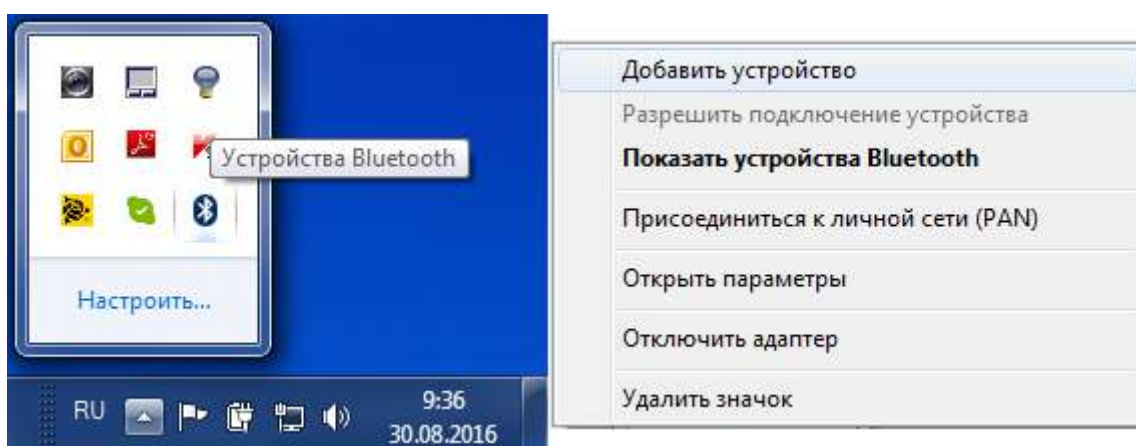 Устройства Bluetooth
Настроить...
RU
9:36
30.08.2016
Добавить устройство
Разрешить подключение устройства
Показать устройства Bluetooth
Присоединиться к личной сети (PAN)
Открыть параметры
Отключить адаптер
Удалить значок